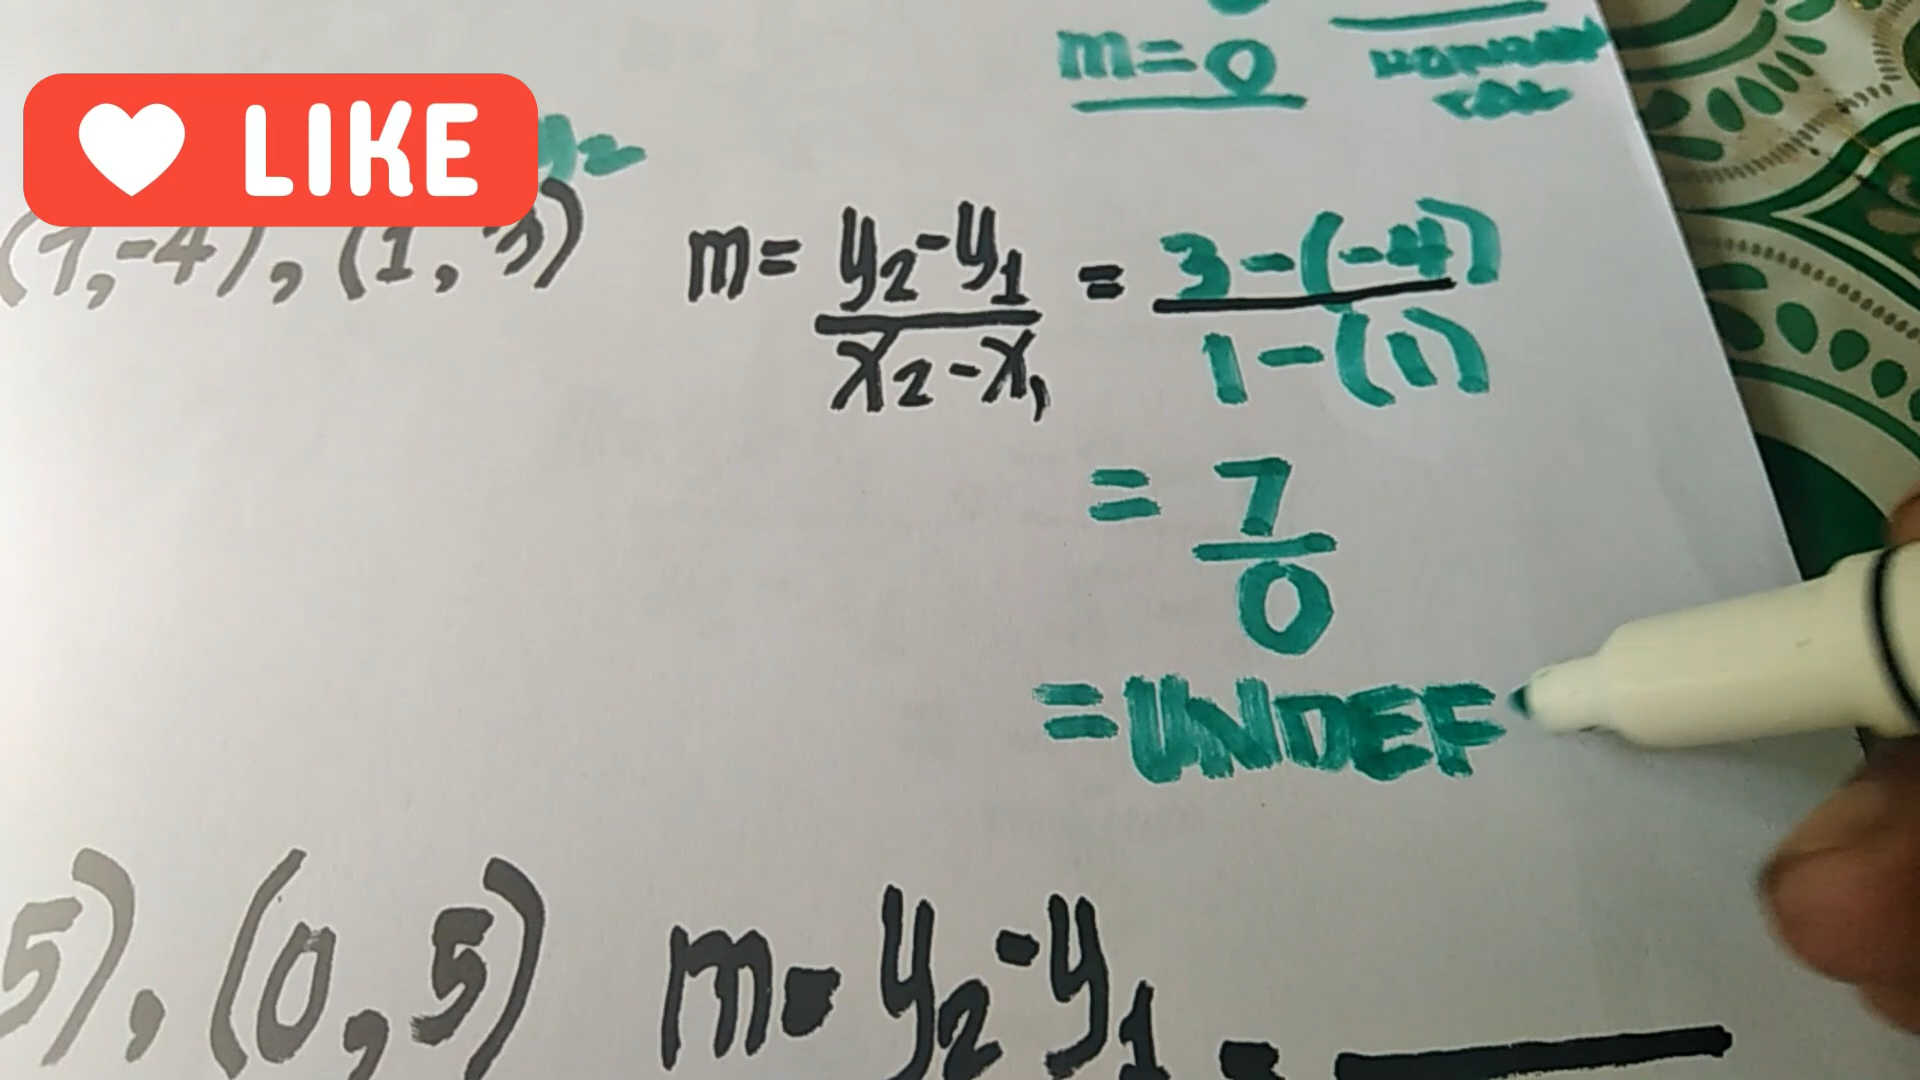 m=0
LIKE
y2
(1,-4), (1, 3) m= y2-y1 / x2-x1 = 3-(-4) / 1-(1)
= 7/0
=UNDEF
5), (0,5) m= y2-y1 =